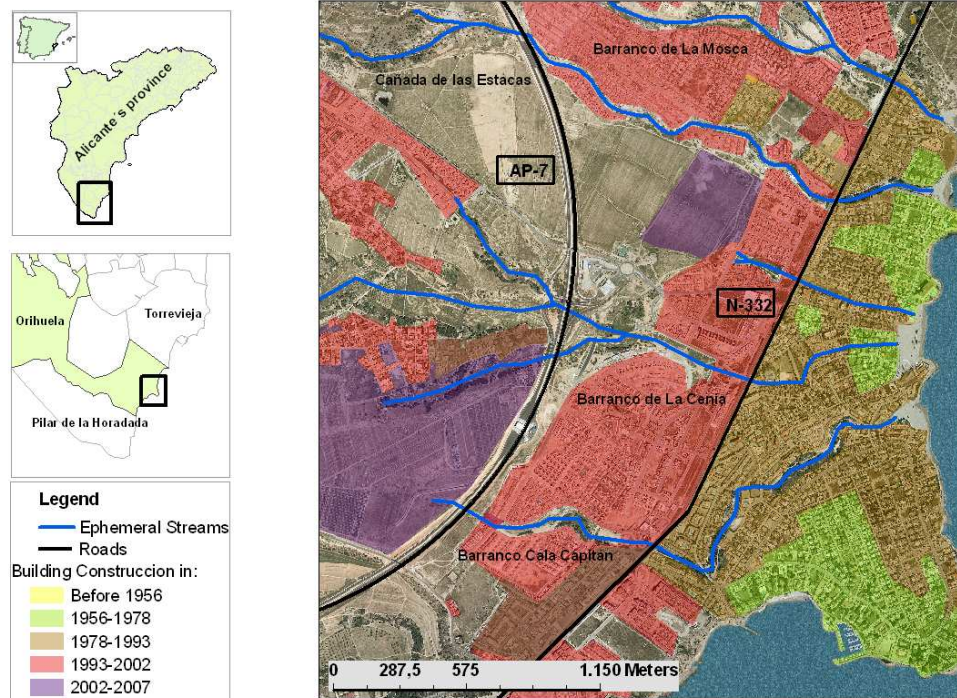 Alicante´s province
Orihuela
Torrevieja
Pilar de la Horadada
Legend
Ephemeral Streams
Roads
Building Construccion in:
Before 1956
1956-1978
1978-1993
1993-2002
2002-2007
Barranco de La Mosca
Cañada de las Estacas
AP-7
N-332
Barranco de La Cenia
Barranco Cala Capitán
0 287,5 575 1.150 Meters